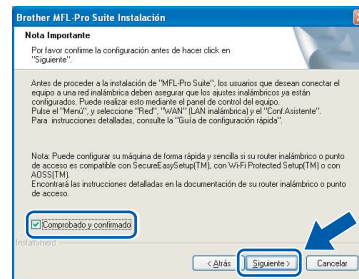 Brother MFL-Pro Suite Instalación
Nota Importante
Por favor confirme la configuración antes de hacer click en
"Siguiente".
Antes de proceder a la instalación de "MFL-Pro Suite", los usuarios que desean conectar el
equipo a una red inalámbrica deben asegurar que los ajustes inalámbricos ya están
configurados. Puede realizar esto mediante el panel de control del equipo.
Pulse el "Menú", y seleccione "Red", "WAN" (LAN inalámbrica) y el "Conf.Asistente".
Para instrucciones detalladas, consulte la "Guía de configuración rápida".
Nota: Puede configurar su máquina de forma rápida y sencilla si su router inalámbrico o punto
de acceso es compatible con SecureEasySetup(TM), con Wi-Fi Protected Setup(TM) o con
AOSS(TM).
Encontrará las instrucciones detalladas en la documentación de su router inalámbrico o punto
de acceso.
Comprobado y confirmado
< Atrás
Siguiente >
Cancelar